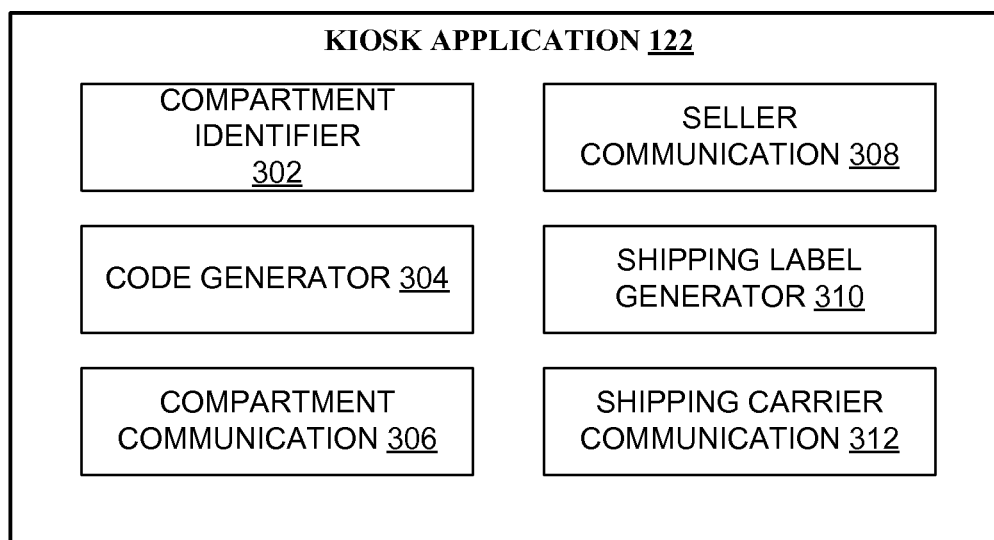 KIOSK APPLICATION 122
COMPARTMENT
IDENTIFIER
302
SELLER
COMMUNICATION 308
CODE GENERATOR 304
SHIPPING LABEL
GENERATOR 310
COMPARTMENT
COMMUNICATION 306
SHIPPING CARRIER
COMMUNICATION 312